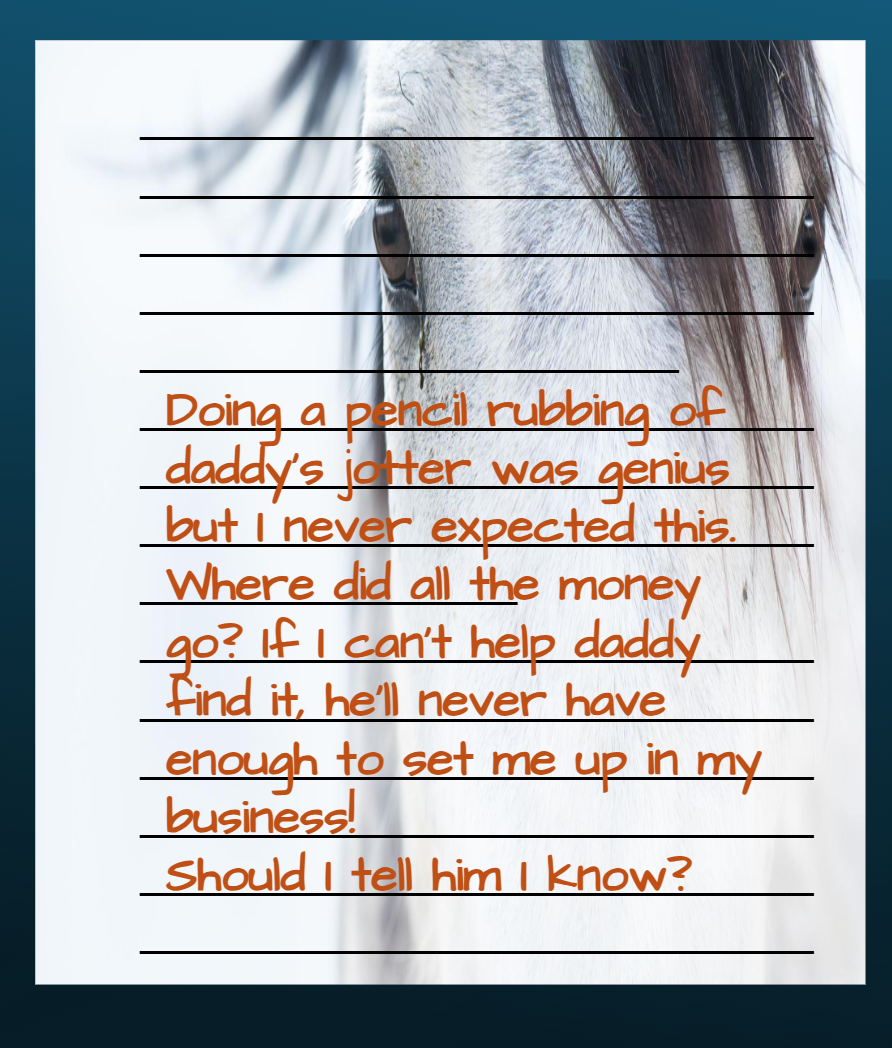 Doing a pencil rubbing of
daddy's jotter was genius
but I never expected this.
Where did all the money
go? If I can't help daddy
find it, he'll never have
enough to set me up in my
business!
Should I tell him I know?